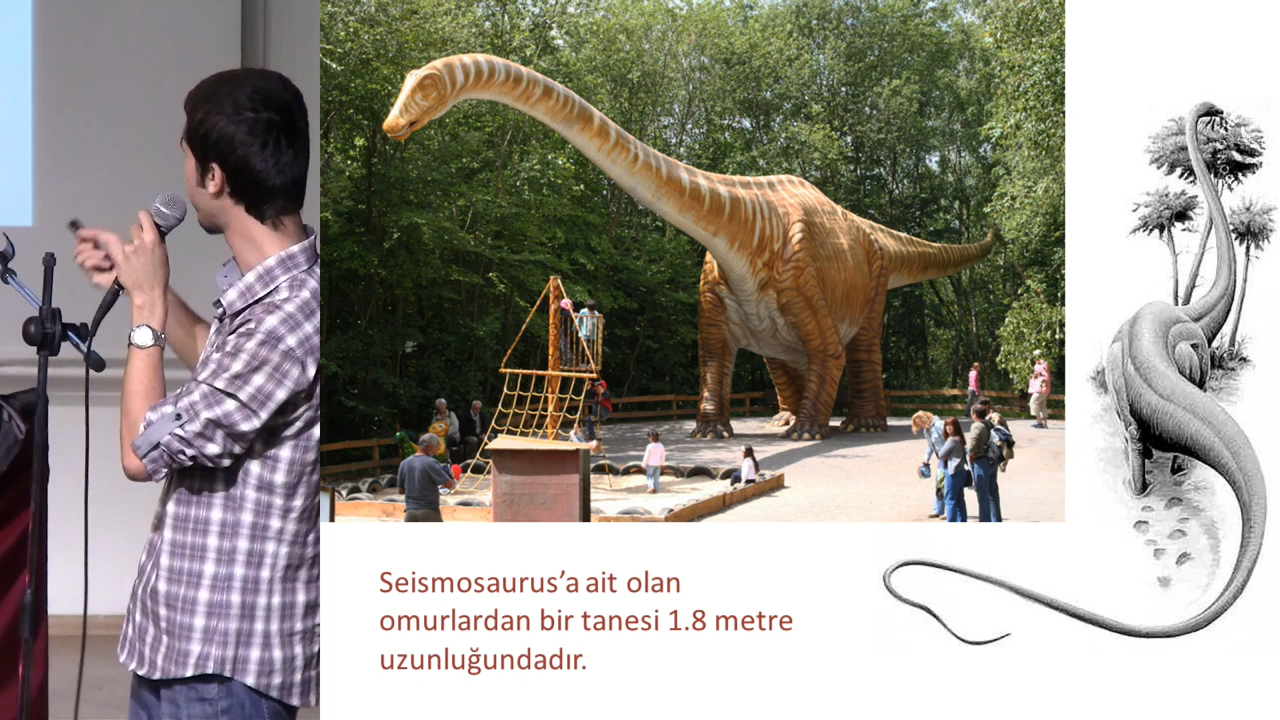 Seismosaurus’a ait olan
omurlardan bir tanesi 1.8 metre
uzunluğundadır.